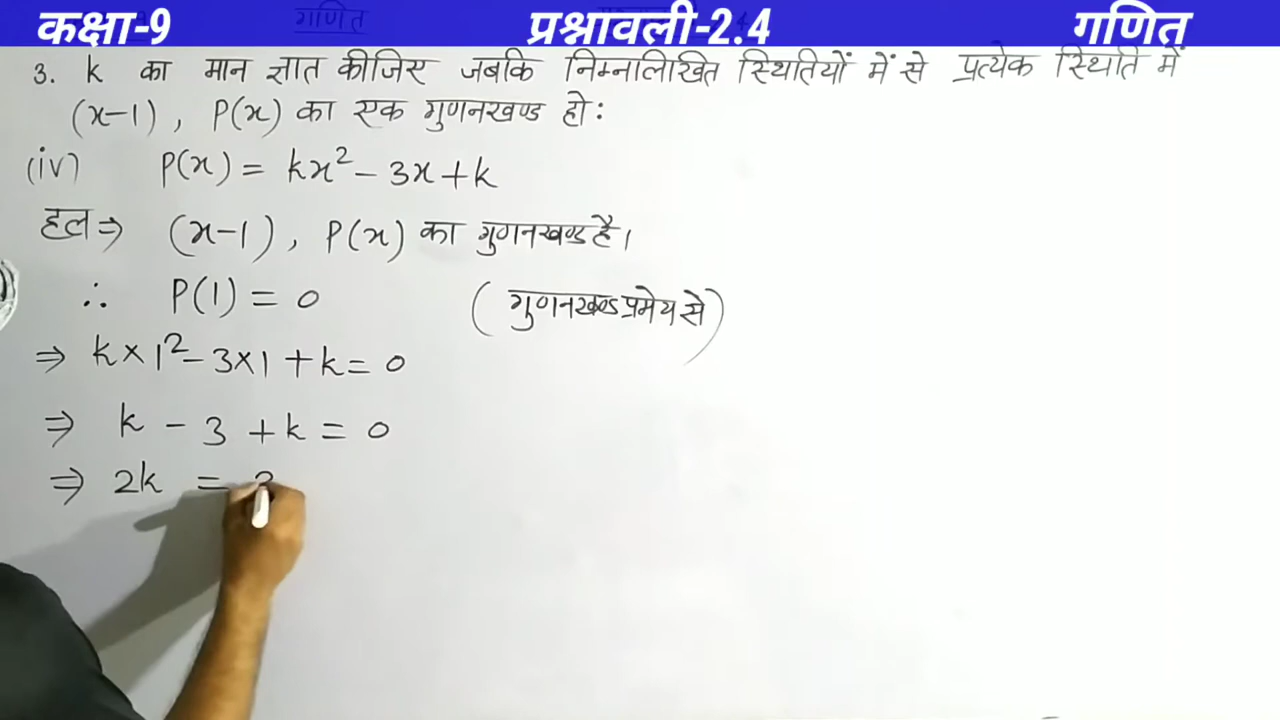 कक्षा-9 प्रश्नावली-2.4 गणित
गणित
3. k का मान ज्ञात कीजिए जबकि निम्नलिखित स्थितियों में से प्रत्येक स्थिति में
(x-1), P(x) का एक गुणनखण्ड हो:
(iv) P(x) = kx² - 3x + k
हल ⇒ (x-1), P(x) का गुणनखण्ड है।
∴ P(1) = 0 (गुणनखण्ड प्रमेय से)
⇒ k×1² - 3×1 + k = 0
⇒ k - 3 + k = 0
⇒ 2k =